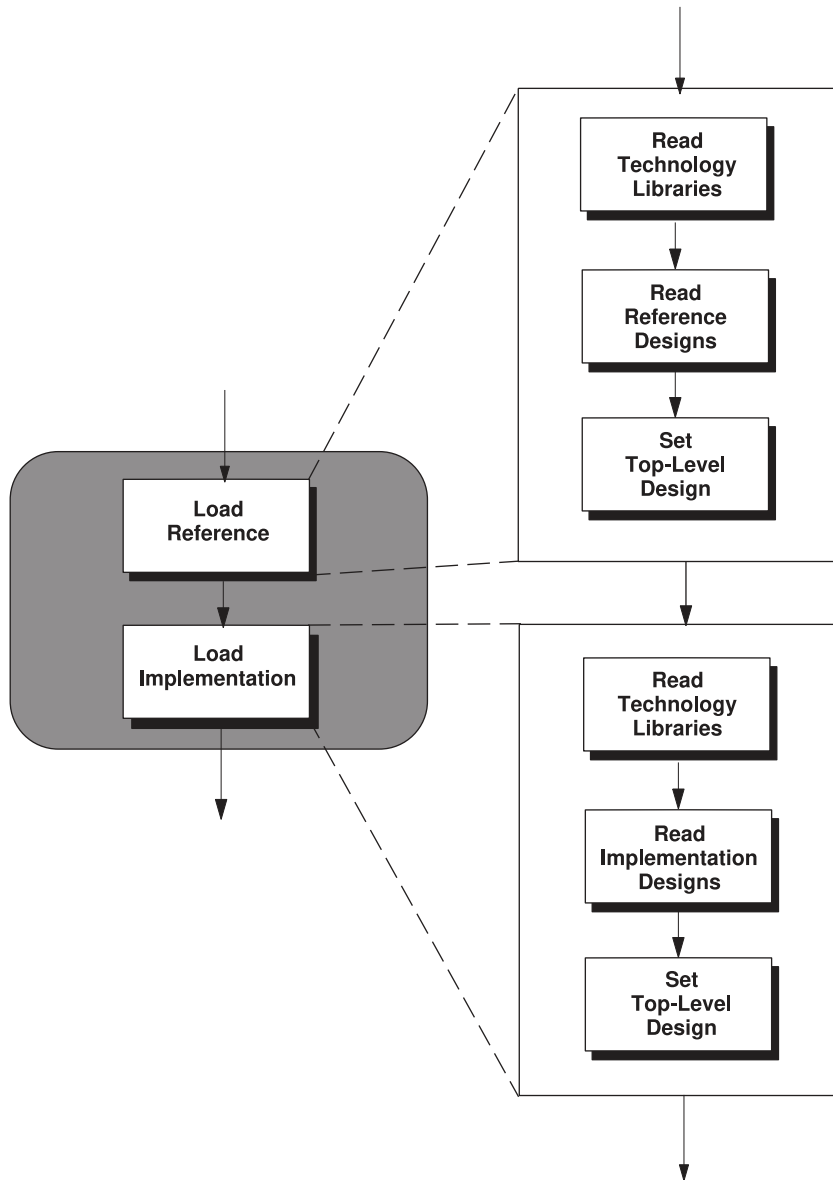 Read
Technology
Libraries
Read
Reference
Designs
Set
Top-Level
Design
Load
Reference
Load
Implementation
Read
Technology
Libraries
Read
Implementation
Designs
Set
Top-Level
Design